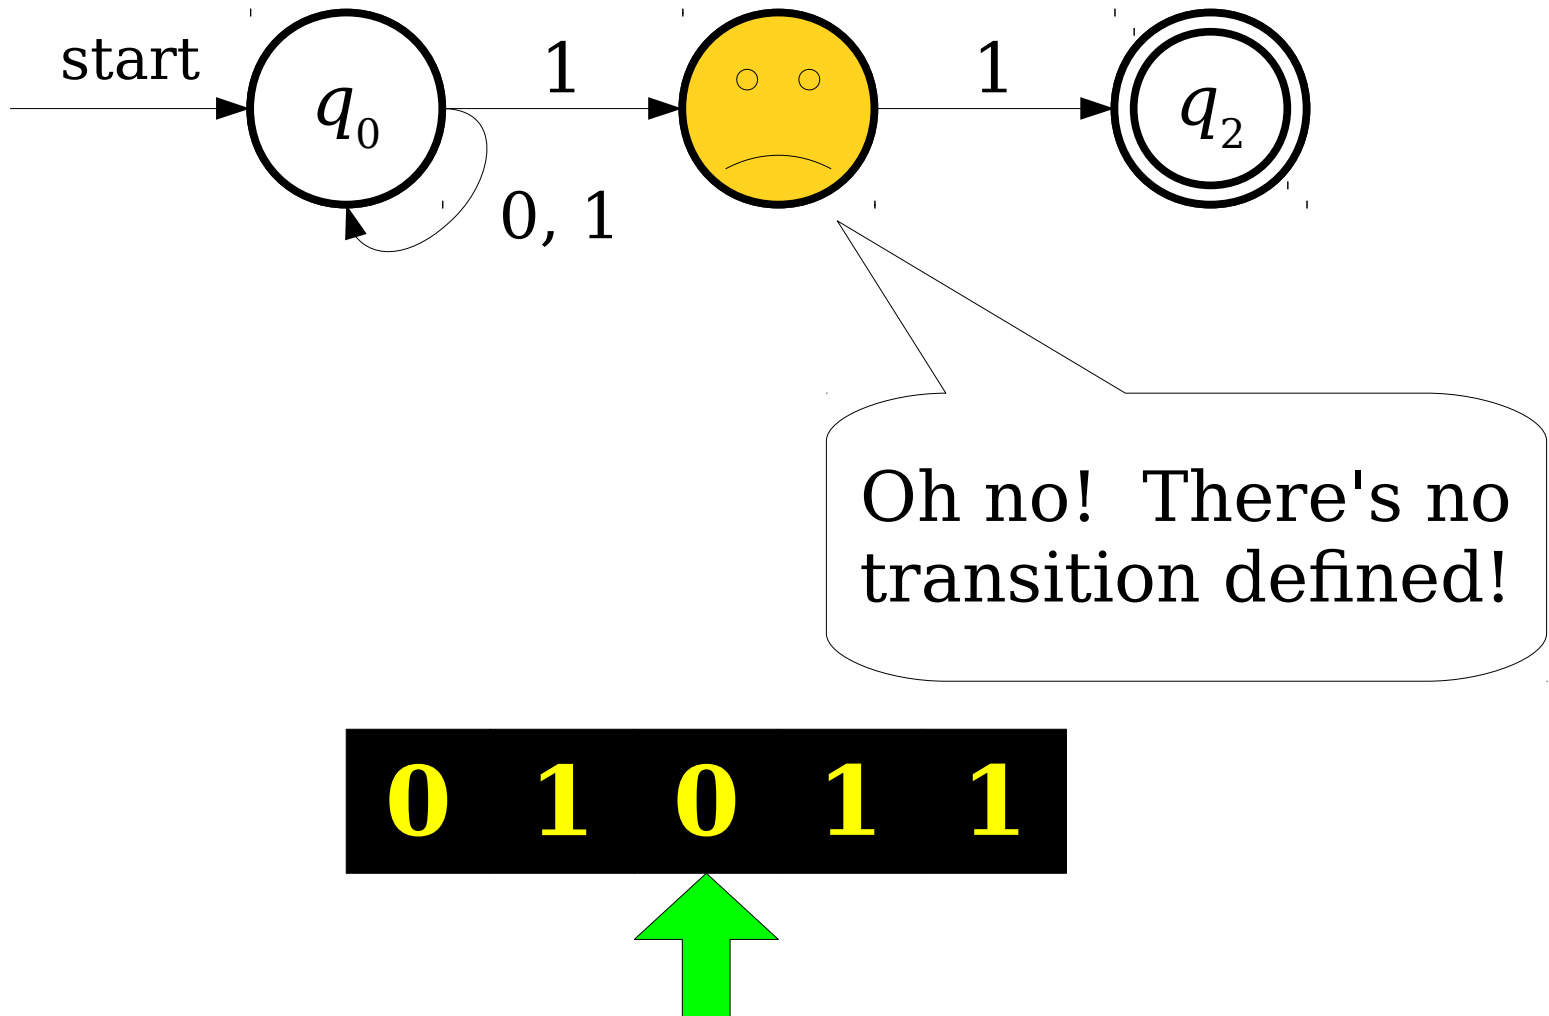 start
q0
1
1
q2
0, 1
Oh no!  There's no
transition defined!
0 1 0 1 1